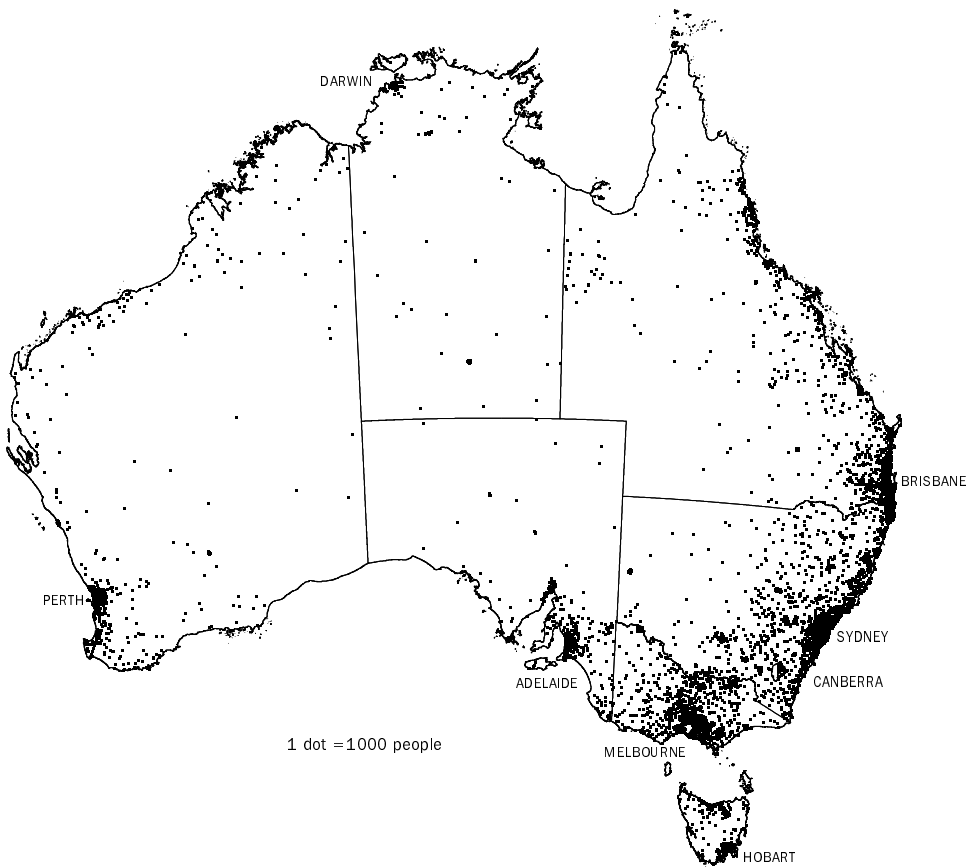 DARWIN
BRISBANE
PERTH
SYDNEY
ADELAIDE
CANBERRA
1 dot =1000 people
MELBOURNE
HOBART